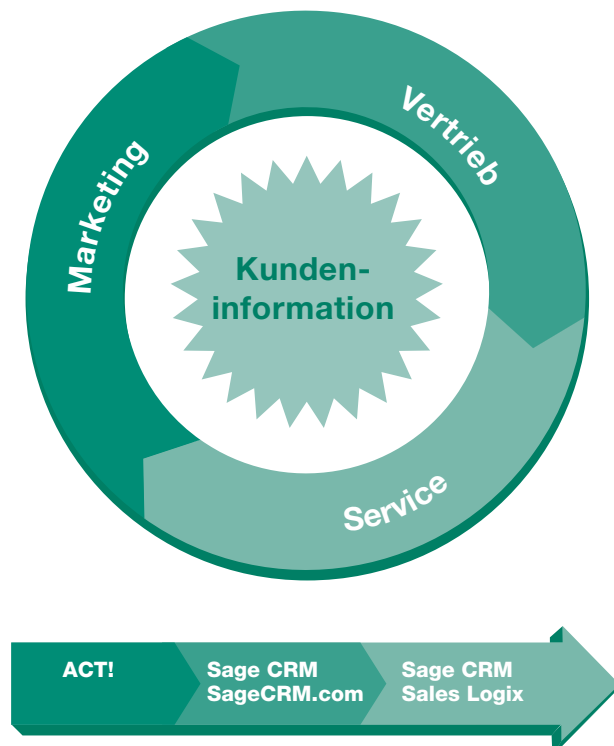 Marketing
Vertrieb
Kunden-
information
Service
ACT!
Sage CRM
SageCRM.com
Sage CRM
Sales Logix